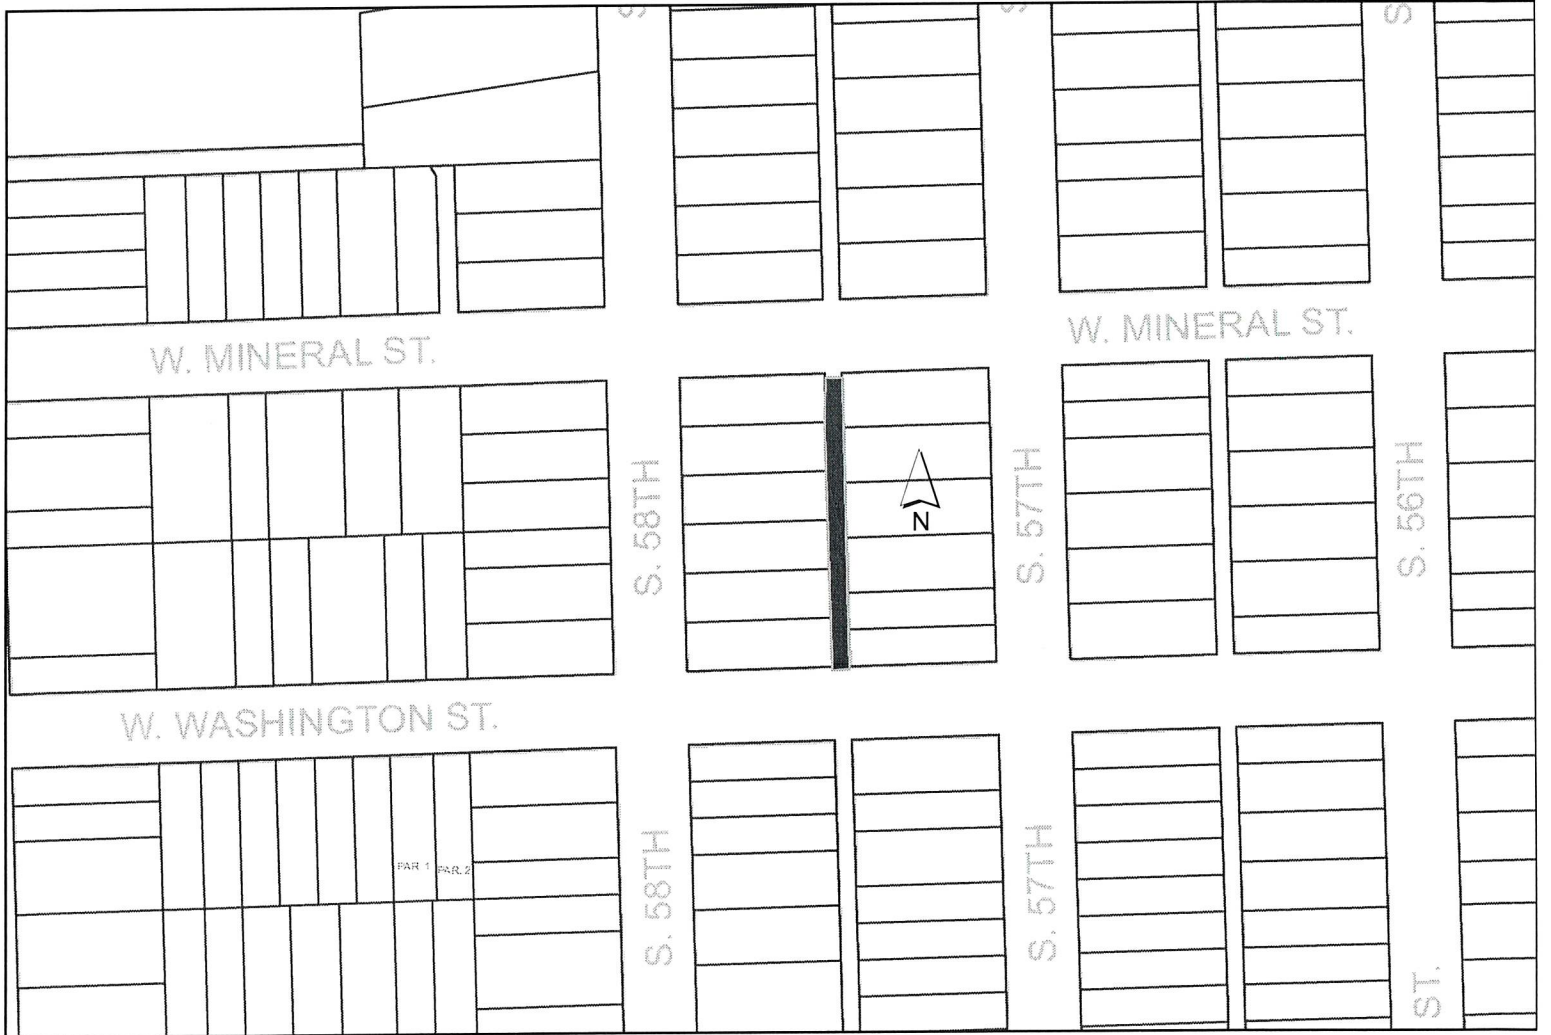 S
S
S
W. MINERAL ST.
W. MINERAL ST.
S. 58TH
N
S. 57TH
S. 56TH
W. WASHINGTON ST.
PAR 1
PAR. 2
S. 58TH
S. 57TH
ST.